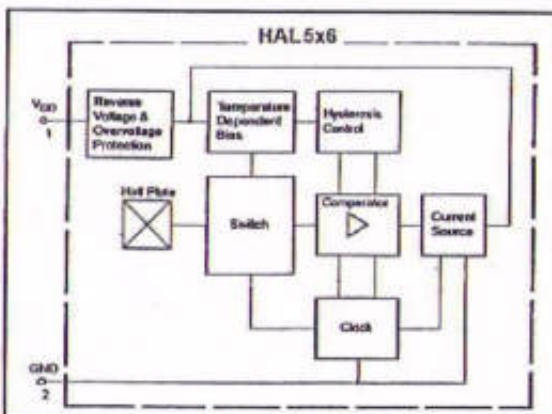 HAL 5x6
VDD
1
Reverse
Voltage &
Overvoltage
Protection
Temperature
Dependent
Bias
Hysteresis
Control
Hall Plate
Switch
Comparator
Current
Source
Clock
GND
2